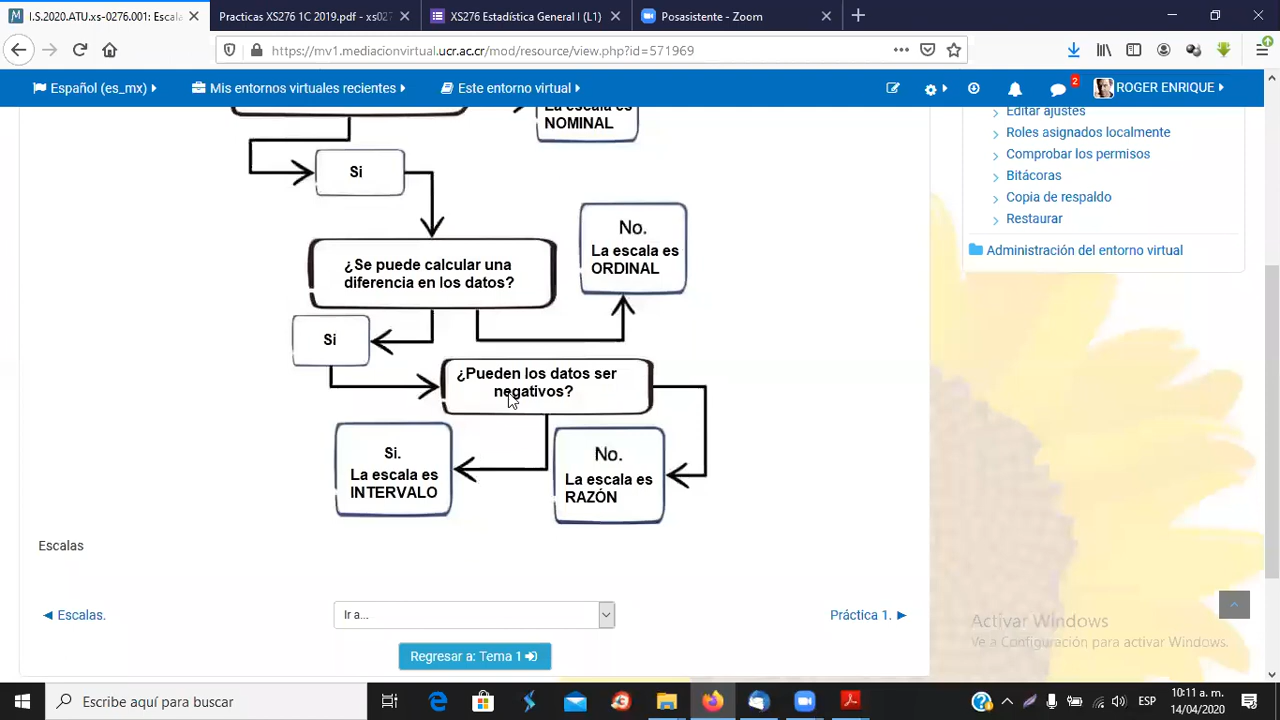 I.S.2020.ATU.xs-0276.001: Escala
Practicas XS276 1C 2019.pdf - xs027
XS276 Estadística General I (L1)
Posasistente - Zoom
https://mv1.mediacionvirtual.ucr.ac.cr/mod/resource/view.php?id=571969
Español (es_mx)
Mis entornos virtuales recientes
Este entorno virtual
2
ROGER ENRIQUE
La escala es
NOMINAL
Si
No.
La escala es
ORDINAL
¿Se puede calcular una
diferencia en los datos?
Si
¿Pueden los datos ser
negativos?
Si.
La escala es
INTERVALO
No.
La escala es
RAZÓN
Escalas
◄ Escalas.
Ir a...
Práctica 1. ►
Regresar a: Tema 1
Editar ajustes
Roles asignados localmente
Comprobar los permisos
Bitácoras
Copia de respaldo
Restaurar
Administración del entorno virtual
Activar Windows
Ve a Configuración para activar Windows.
Escribe aquí para buscar
ESP
10:11 a. m.
14/04/2020